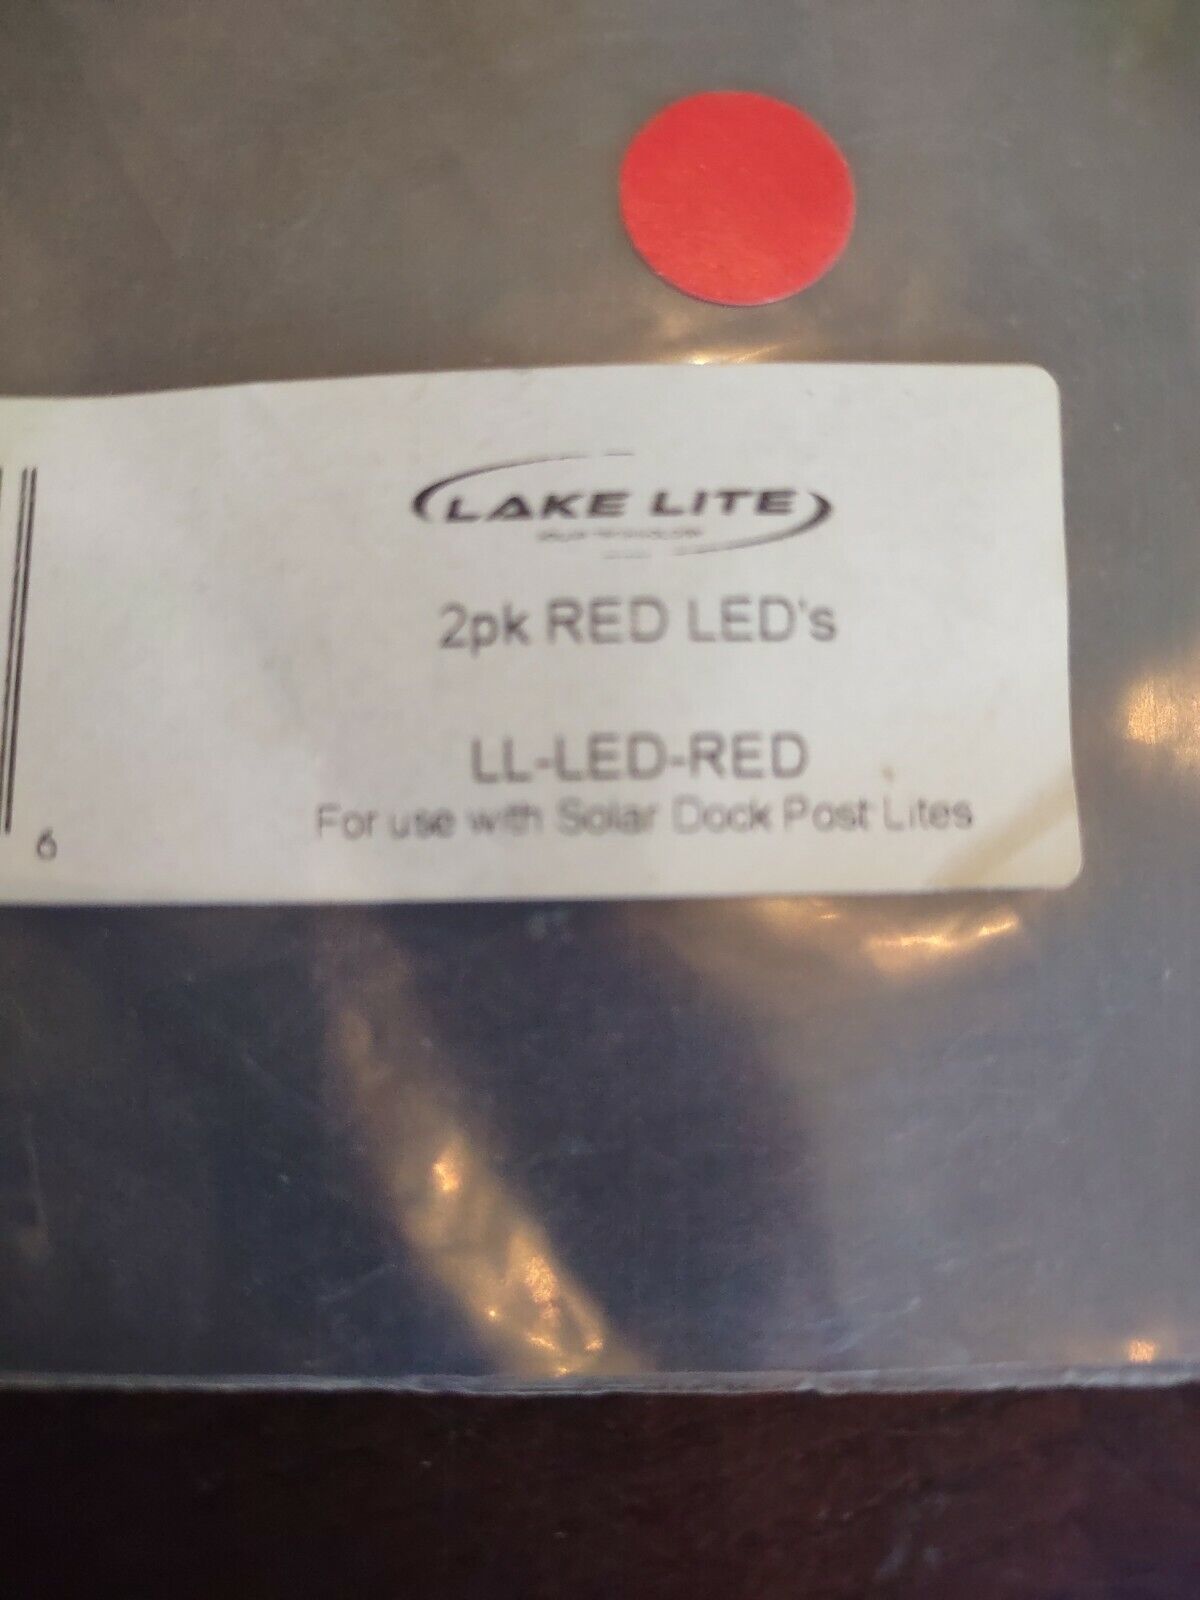 LAKE LITE
2pk RED LED's
LL-LED-RED
For use with Solar Dock Post Lites
6